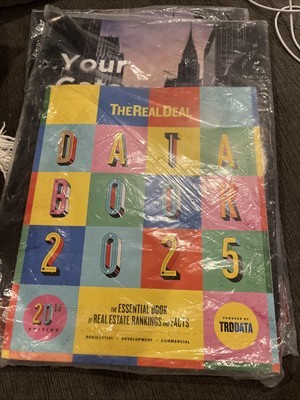 Your
THEREALDEAL
DATA
BOOK
2025
20TH
EDITION
THE ESSENTIAL BOOK
OF REAL ESTATE RANKINGS AND FACTS
RESIDENTIAL • DEVELOPMENT • COMMERCIAL
POWERED BY
TRDDATA